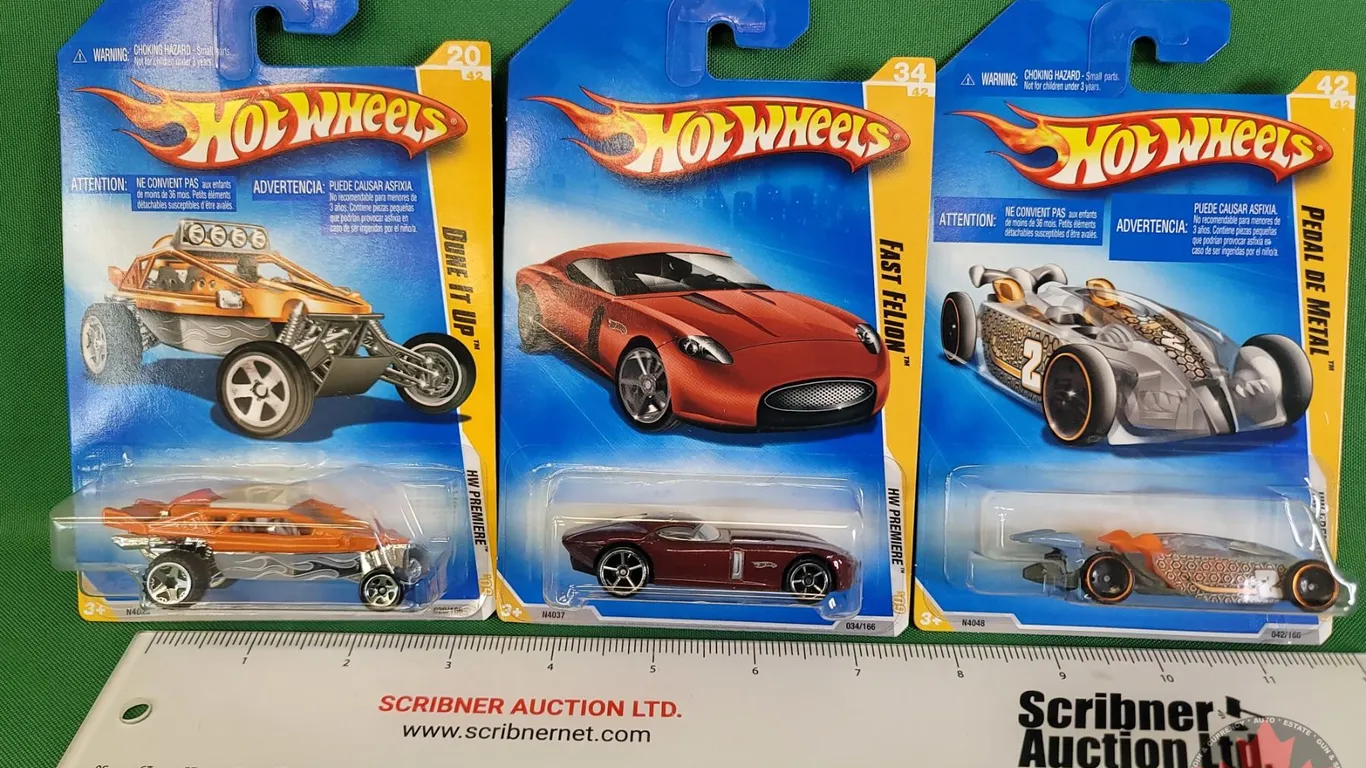 WARNING: CHOKING HAZARD - Small parts.
Not for children under 3 years.
20
42
HOT WHEELS
ATTENTION: NE CONVIENT PAS aux enfants
de moins de 36 mois. Petits éléments
détachables susceptibles d'être avalés.
ADVERTENCIA: PUEDE CAUSAR ASFIXIA.
No recomendable para menores de
3 años. Contiene piezas pequeñas
que podrían provocar asfixia en
caso de ser ingeridas por el niño/a.
DUNE IT UP™
HW PREMIERE™
'09
3+
34
42
HOT WHEELS
FAST FELION™
HW PREMIERE™
'09
3+
N4037
034/166
WARNING: CHOKING HAZARD - Small parts.
Not for children under 3 years.
42
42
HOT WHEELS
ATTENTION: NE CONVIENT PAS aux enfants
de moins de 36 mois. Petits éléments
détachables susceptibles d'être avalés.
ADVERTENCIA: PUEDE CAUSAR ASFIXIA.
No recomendable para menores de
3 años. Contiene piezas pequeñas
que podrían provocar asfixia en
caso de ser ingeridas por el niño/a.
PEDAL DE METAL™
2
3+
N4048
042/166
1 2 3 4 5 6 7 8 9 10 11
SCRIBNER AUCTION LTD.
www.scribnernet.com
Scribner
Auction Ltd.
AUTO * ESTATE